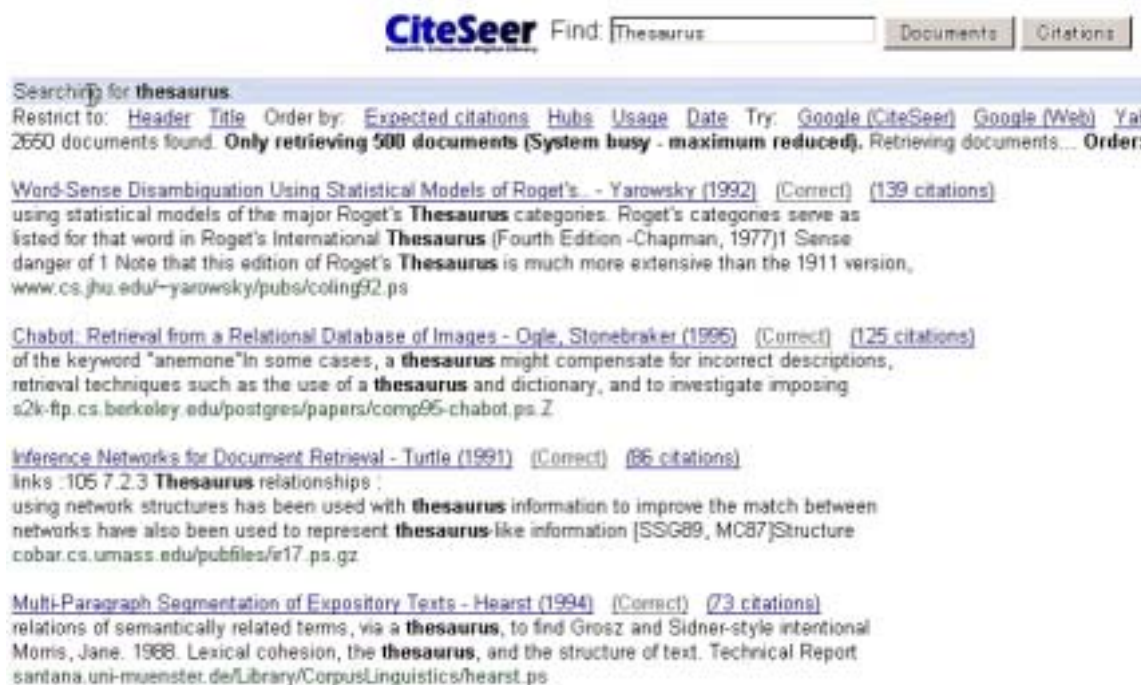 CiteSeer Find: Thesaurus Documents Citations
Scientific Literature Digital Library
Searching for thesaurus.
Restrict to: Header Title Order by: Expected citations Hubs Usage Date Try: Google (CiteSeer) Google (Web) Ya
2650 documents found. Only retrieving 500 documents (System busy - maximum reduced). Retrieving documents... Order:
Word-Sense Disambiguation Using Statistical Models of Roget's.. - Yarowsky (1992) (Correct) (139 citations)
using statistical models of the major Roget's Thesaurus categories. Roget's categories serve as
listed for that word in Roget's International Thesaurus (Fourth Edition -Chapman, 1977)1 Sense
danger of 1 Note that this edition of Roget's Thesaurus is much more extensive than the 1911 version,
www.cs.jhu.edu/~yarowsky/pubs/coling92.ps
Chabot: Retrieval from a Relational Database of Images - Ogle, Stonebraker (1995) (Correct) (125 citations)
of the keyword "anemone"In some cases, a thesaurus might compensate for incorrect descriptions,
retrieval techniques such as the use of a thesaurus and dictionary, and to investigate imposing
s2k-ftp.cs.berkeley.edu/postgres/papers/comp95-chabot.ps.Z
Inference Networks for Document Retrieval - Turtle (1991) (Correct) (86 citations)
links :105 7.2.3 Thesaurus relationships :
using network structures has been used with thesaurus information to improve the match between
networks have also been used to represent thesaurus-like information [SSG89, MC87]Structure
cobar.cs.umass.edu/pubfiles/ir17.ps.gz
Multi-Paragraph Segmentation of Expository Texts - Hearst (1994) (Correct) (73 citations)
relations of semantically related terms, via a thesaurus, to find Grosz and Sidner-style intentional
Morris, Jane. 1988. Lexical cohesion, the thesaurus, and the structure of text. Technical Report
santana.uni-muenster.de/Library/CorpusLinguistics/hearst.ps